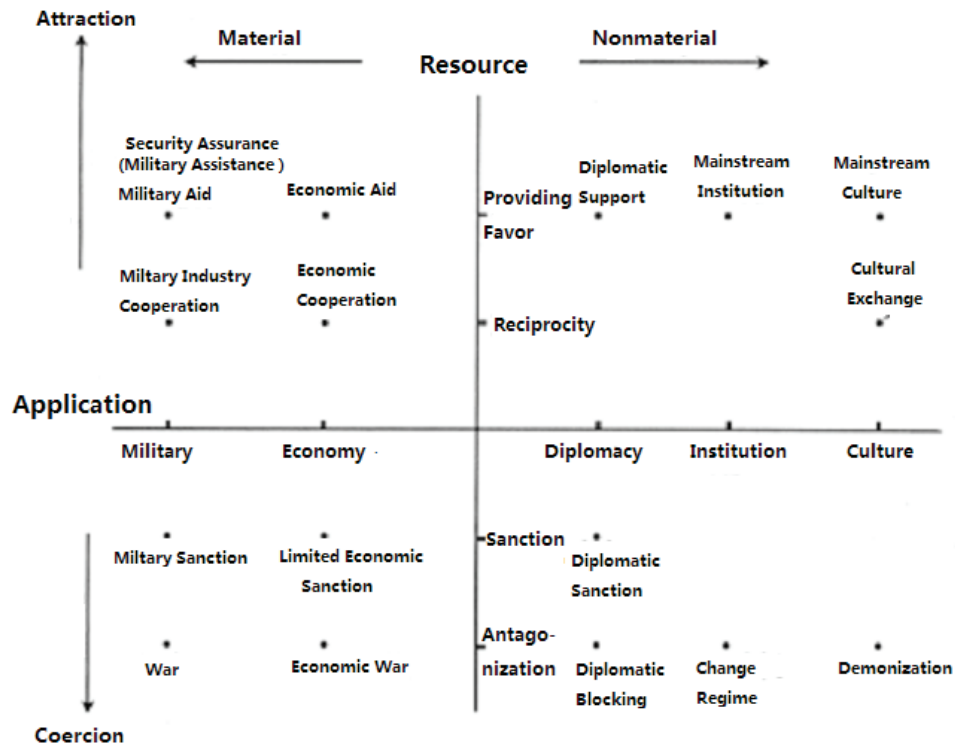 Attraction
Material
Nonmaterial
Resource
Security Assurance
(Military Assistance )
Military Aid
Economic Aid
Providing
Favor
Diplomatic
Support
Mainstream
Institution
Mainstream
Culture
Miltary Industry
Cooperation
Economic
Cooperation
Reciprocity
Cultural
Exchange
Application
Military
Economy
Diplomacy
Institution
Culture
Miltary Sanction
Limited Economic
Sanction
Sanction
Diplomatic
Sanction
War
Economic War
Antago-
nization
Diplomatic
Blocking
Change
Regime
Demonization
Coercion